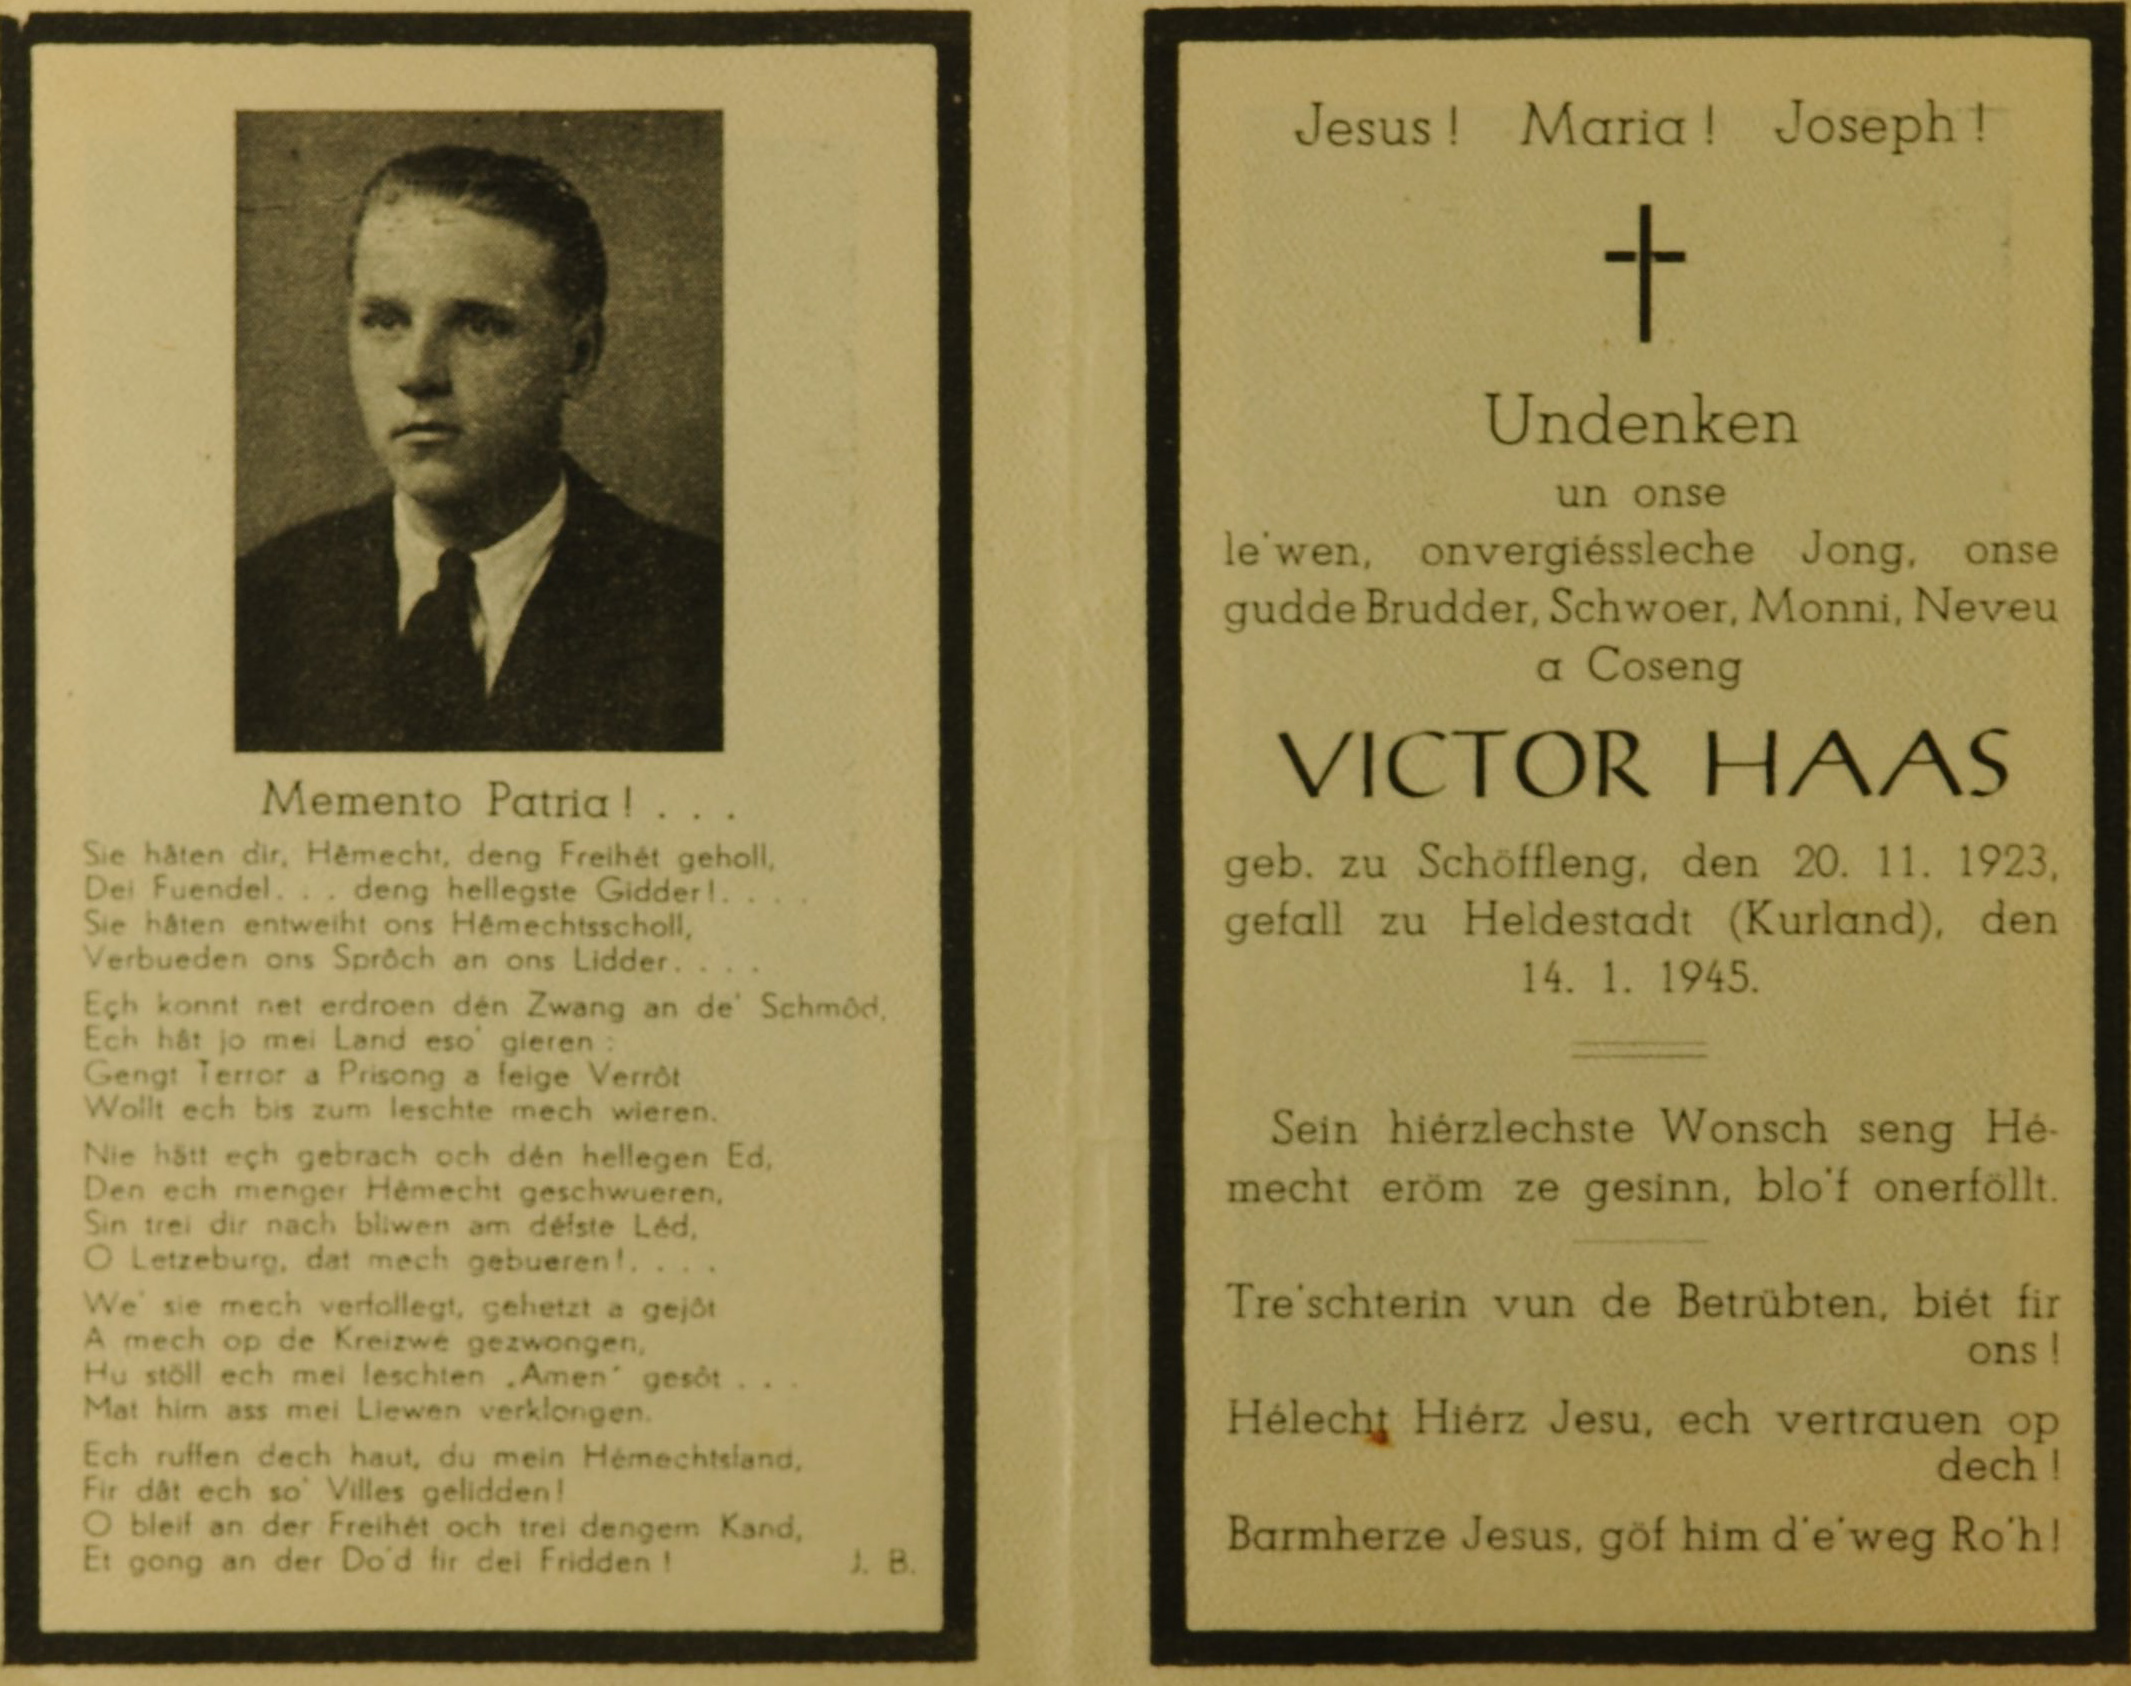 Memento Patria ! . . .
Sie hâten dir, Hêmecht, deng Freihét geholl,
Dei Fuendel. . . deng hellegste Gidder!. . . .
Sie hâten entweiht ons Hêmechtsscholl,
Verbueden ons Sprôch an ons Lidder. . . .
Eçh konnt net erdroen dén Zwang an de' Schmôd,
Ech hât jo mei Land eso' gieren :
Gengt Terror a Prisong a feige Verrôt
Wollt ech bis zum leschte mech wieren.
Nie hätt eçh gebrach och dén hellegen Ed,
Den ech menger Hémecht geschwueren,
Sin trei dir nach bliwen am défste Léd,
O Letzeburg, dat mech gebueren!. . . .
We' sie mech verfollegt, gehetzt a gejôt
A mech op de Kreizwé gezwongen,
Hu stöll ech mei leschten „Amen" gesôt . . .
Mat him ass mei Liewen verklongen.
Ech ruffen dech haut, du mein Hémechtsland,
Fir dât ech so' Villes gelidden!
O bleif an der Freihét och trei dengem Kand,
Et gong an der Do'd fir dei Fridden !
J. B.
Jesus ! Maria ! Joseph !
Undenken
un onse
le'wen, onvergiéssleche Jong, onse
gudde Brudder, Schwoer, Monni, Neveu
a Coseng
VICTOR HAAS
geb. zu Schöffleng, den 20. 11. 1923,
gefall zu Heldestadt (Kurland), den
14. 1. 1945.
Sein hiérzlechste Wonsch seng Hé-
mecht eröm ze gesinn, blo'f onerföllt.
Tre'schterin vun de Betrübten, biét fir
ons !
Hélecht Hiérz Jesu, ech vertrauen op
dech !
Barmherze Jesus, göf him d'e'weg Ro'h!